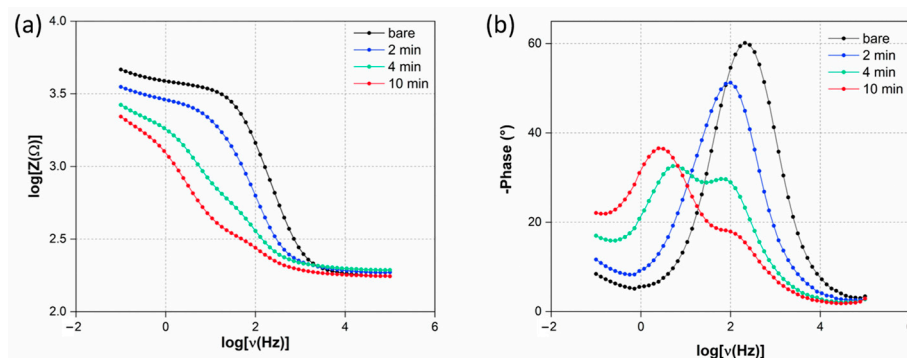 (a)
4.0
3.5
3.0
2.5
2.0
log[Z(Ω)]
bare
2 min
4 min
10 min
−2
0
2
4
6
log[ν(Hz)]
(b)
60
40
20
0
-Phase (°)
bare
2 min
4 min
10 min
−2
0
2
4
6
log[ν(Hz)]